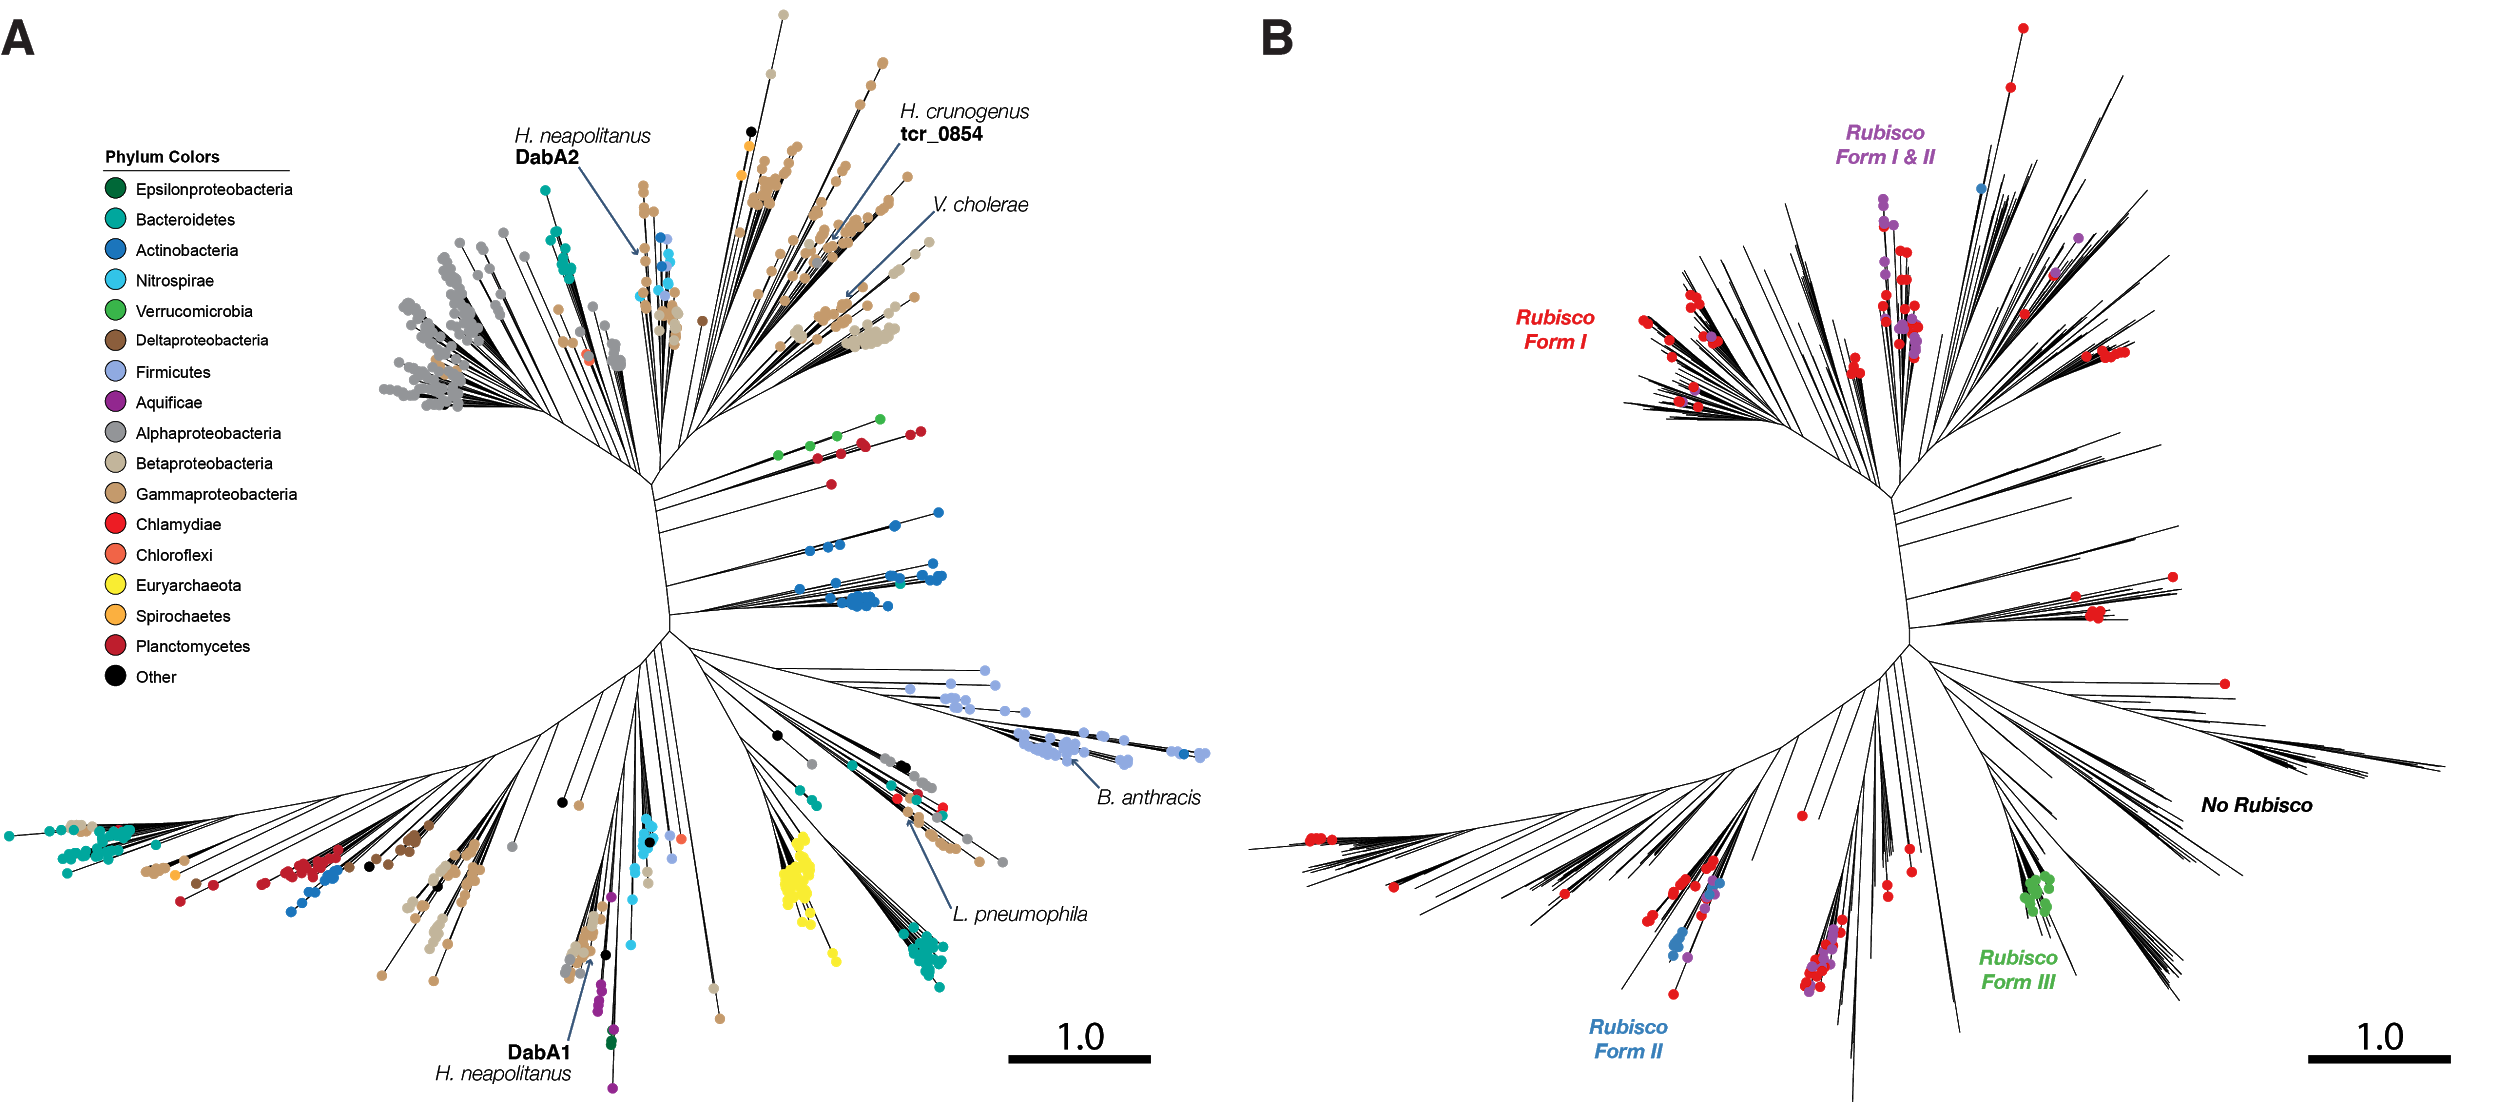 A
B
Phylum Colors
Epsilonproteobacteria
Bacteroidetes
Actinobacteria
Nitrospirae
Verrucomicrobia
Deltaproteobacteria
Firmicutes
Aquificae
Alphaproteobacteria
Betaproteobacteria
Gammaproteobacteria
Chlamydiae
Chloroflexi
Euryarchaeota
Spirochaetes
Planctomycetes
Other
H. neapolitanus
DabA2
H. crunogenus
tcr_0854
V. cholerae
B. anthracis
L. pneumophila
DabA1
H. neapolitanus
1.0
Rubisco
Form I & II
Rubisco
Form I
No Rubisco
Rubisco
Form III
Rubisco
Form II
1.0